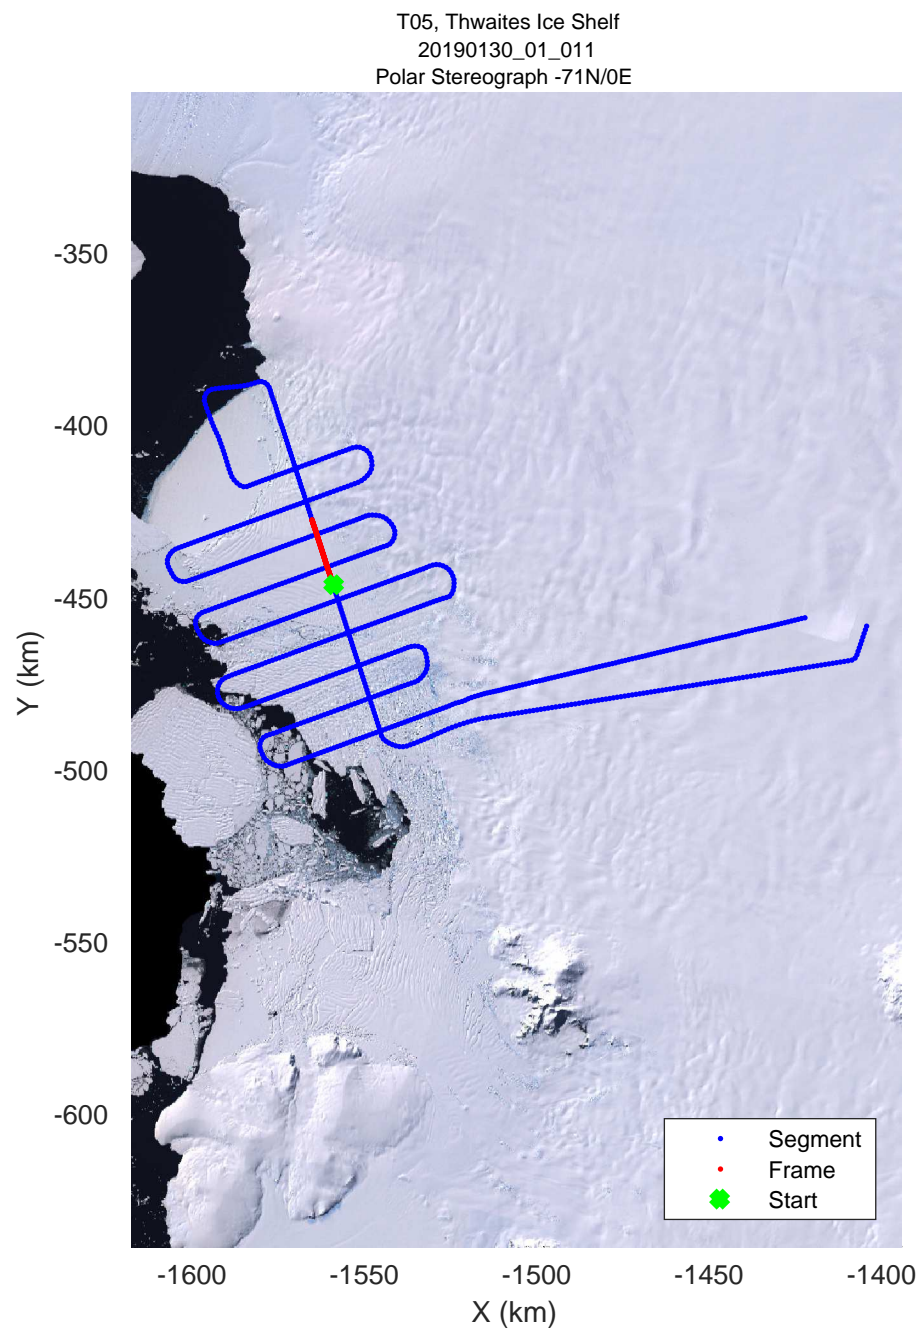 T05, Thwaites Ice Shelf
20190130_01_011
Polar Stereograph -71N/0E
-350
-400
-450
-500
-550
-600
Y (km)
Segment
Frame
Start
-1600
-1550
-1500
-1450
-1400
X (km)